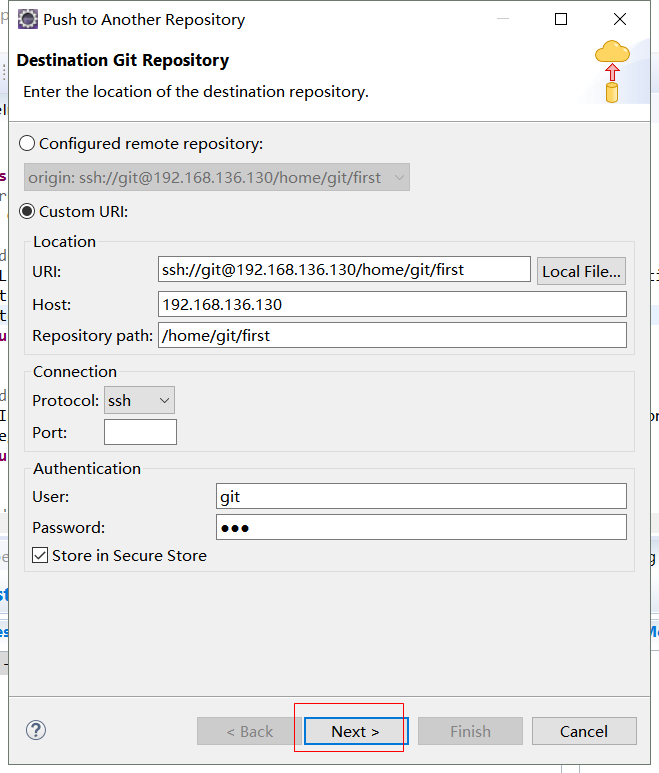 Push to Another Repository
Destination Git Repository
Enter the location of the destination repository.
Configured remote repository:
origin: ssh://git@192.168.136.130/home/git/first
Custom URI:
Location
URI:
ssh://git@192.168.136.130/home/git/first
Local File...
Host:
192.168.136.130
Repository path:
/home/git/first
Connection
Protocol:
ssh
Port:
Authentication
User:
git
Password:
●●●
Store in Secure Store
?
< Back
Next >
Finish
Cancel